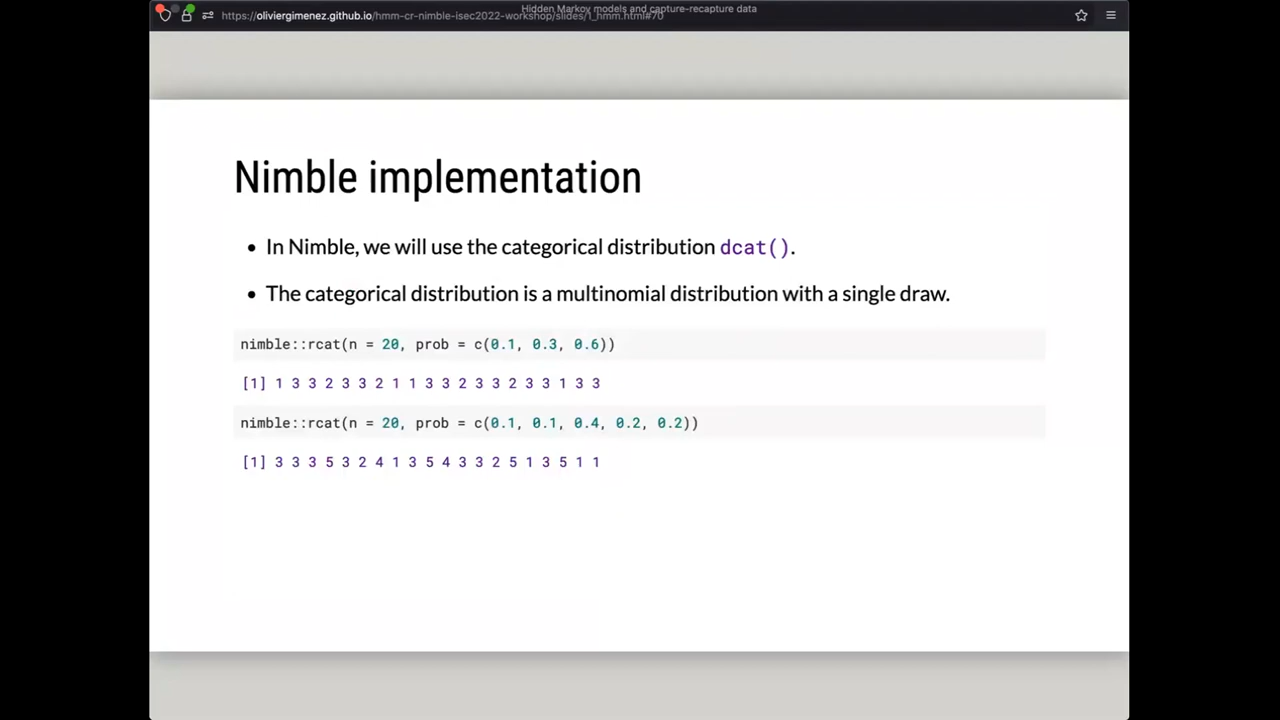 Hidden Markov models and capture-recapture data
https://oliviergimenez.github.io/hmm-cr-nimble-isec2022-workshop/slides/1_hmm.html#70
Nimble implementation
• In Nimble, we will use the categorical distribution dcat().
• The categorical distribution is a multinomial distribution with a single draw.
nimble::rcat(n = 20, prob = c(0.1, 0.3, 0.6))
[1] 1 3 3 2 3 3 2 1 1 3 3 2 3 3 2 3 3 1 3 3
nimble::rcat(n = 20, prob = c(0.1, 0.1, 0.4, 0.2, 0.2))
[1] 3 3 3 5 3 2 4 1 3 5 4 3 3 2 5 1 3 5 1 1